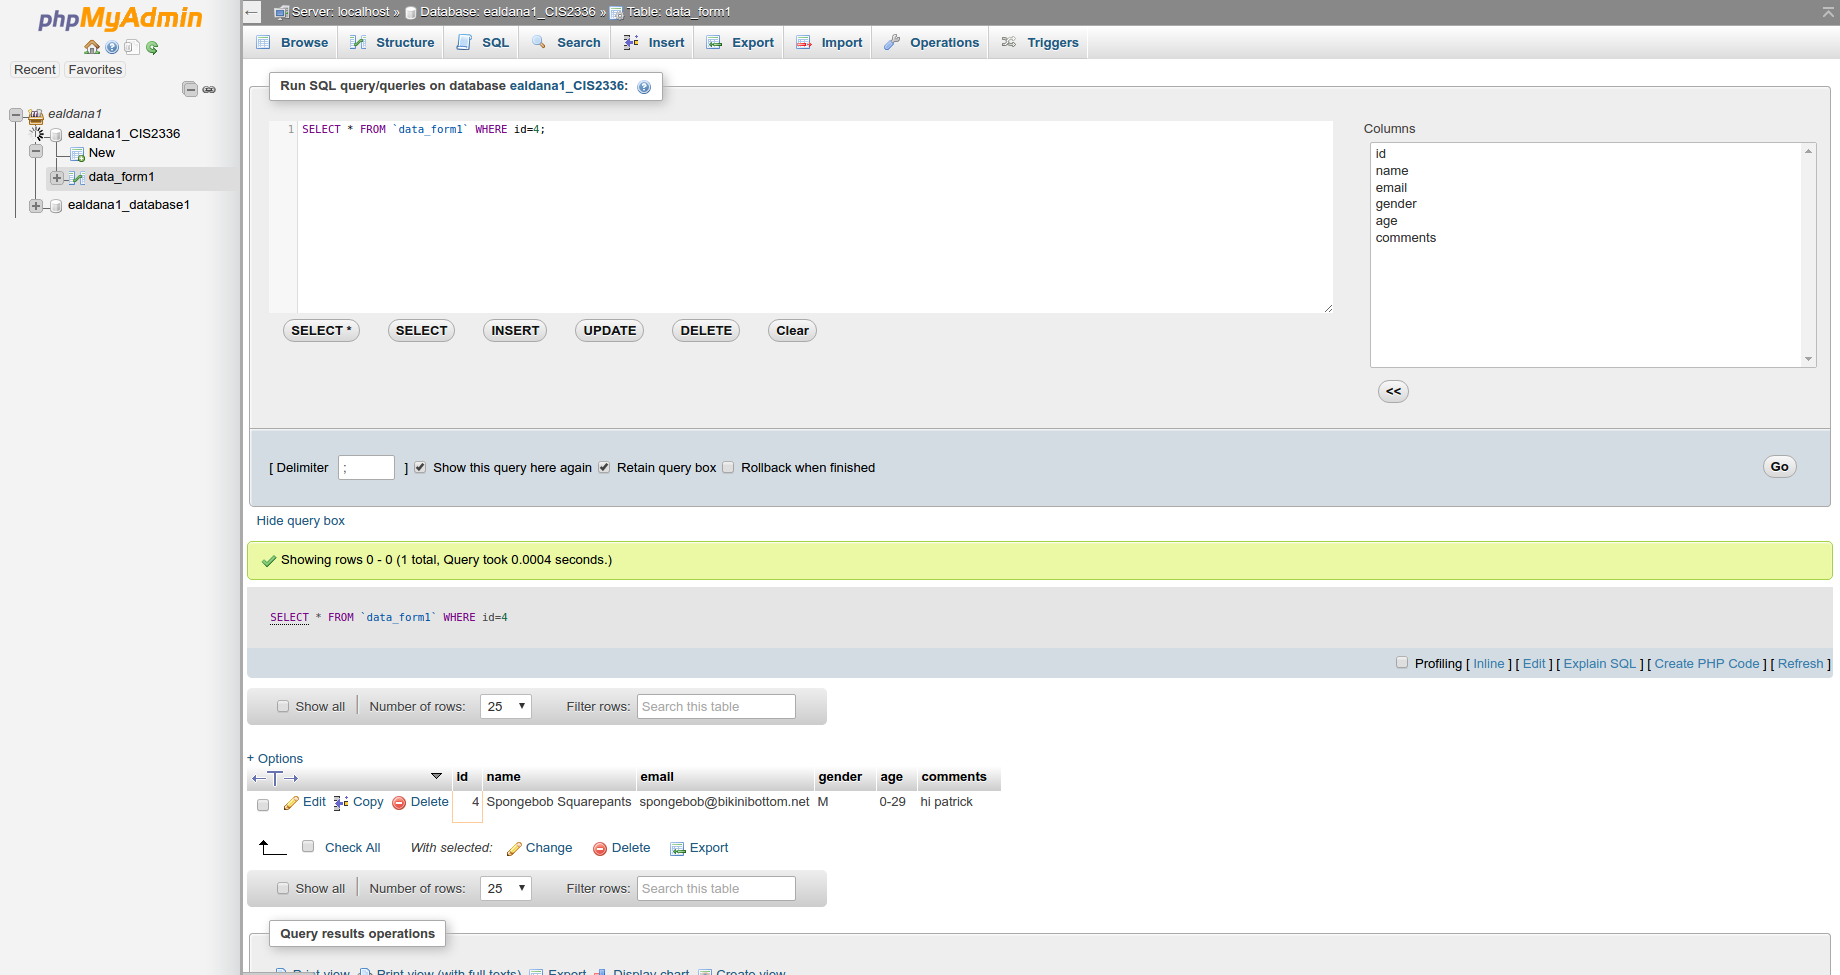 phpMyAdmin
Recent Favorites
ealdana1
ealdana1_CIS2336
New
data_form1
ealdana1_database1
Server: localhost » Database: ealdana1_CIS2336 » Table: data_form1
Browse Structure SQL Search Insert Export Import Operations Triggers
Run SQL query/queries on database ealdana1_CIS2336:
1 SELECT * FROM `data_form1` WHERE id=4;
Columns
id
name
email
gender
age
comments
SELECT * SELECT INSERT UPDATE DELETE Clear
<<
[ Delimiter ; ] Show this query here again Retain query box Rollback when finished Go
Hide query box
Showing rows 0 - 0 (1 total, Query took 0.0004 seconds.)
SELECT * FROM `data_form1` WHERE id=4
Profiling [ Inline ] [ Edit ] [ Explain SQL ] [ Create PHP Code ] [ Refresh ]
Show all Number of rows: 25 Filter rows: Search this table
+ Options
id name email gender age comments
Edit Copy Delete 4 Spongebob Squarepants spongebob@bikinibottom.net M 0-29 hi patrick
Check All With selected: Change Delete Export
Show all Number of rows: 25 Filter rows: Search this table
Query results operations
Print view Print view (with full texts) Export Display chart Create view